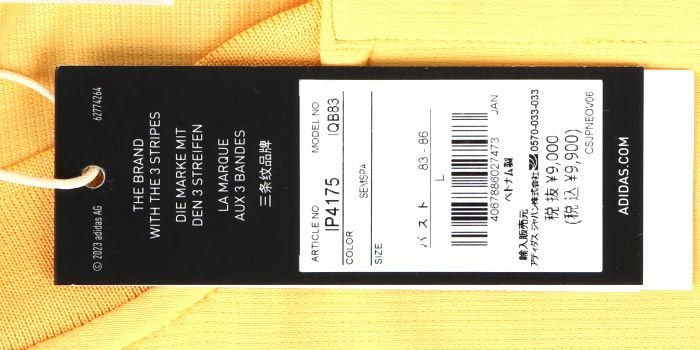 62774264
THE BRAND
WITH THE 3 STRIPES
DIE MARKE MIT
DEN 3 STREIFEN
LA MARQUE
AUX 3 BANDES
三条纹品牌
© 2023 adidas AG
ARTICLE NO
IP4175
MODEL NO
IQB83
COLOR
SEMSPA
SIZE
バスト 83 - 86
L
JAN
4067886027473
ベトナム製
輸入販売元
アディダス ジャパン株式会社 0570-033-033
税 抜 ¥9,000
(税 込 ¥9,900)
CSJPNEOV06
ADIDAS.COM